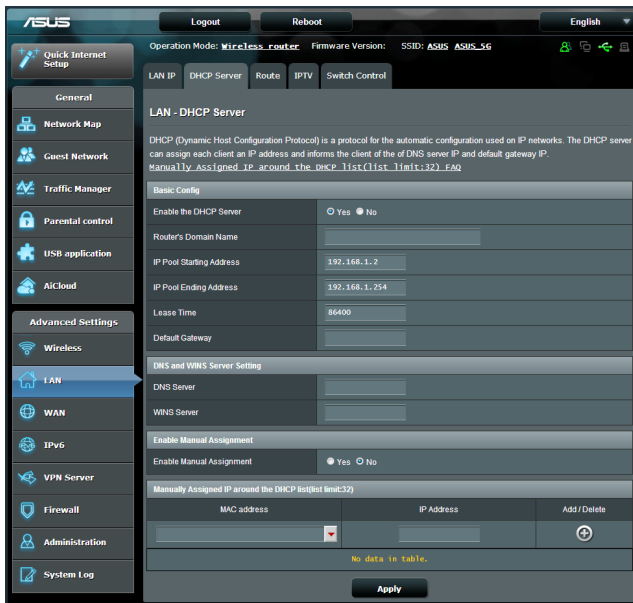 ASUS Logout Reboot English
Operation Mode: Wireless router Firmware Version: SSID: ASUS ASUS_5G
Quick Internet
Setup
General
Network Map
Guest Network
Traffic Manager
Parental control
USB application
AiCloud
Advanced Settings
Wireless
LAN
WAN
IPv6
VPN Server
Firewall
Administration
System Log
LAN IP DHCP Server Route IPTV Switch Control
LAN - DHCP Server
DHCP (Dynamic Host Configuration Protocol) is a protocol for the automatic configuration used on IP networks. The DHCP server
can assign each client an IP address and informs the client of the of DNS server IP and default gateway IP.
Manually Assigned IP around the DHCP list(list limit:32) FAQ
Basic Config
Enable the DHCP Server Yes No
Router's Domain Name
IP Pool Starting Address 192.168.1.2
IP Pool Ending Address 192.168.1.254
Lease Time 86400
Default Gateway
DNS and WINS Server Setting
DNS Server
WINS Server
Enable Manual Assignment
Enable Manual Assignment Yes No
Manually Assigned IP around the DHCP list(list limit:32)
MAC address IP Address Add / Delete
No data in table.
Apply